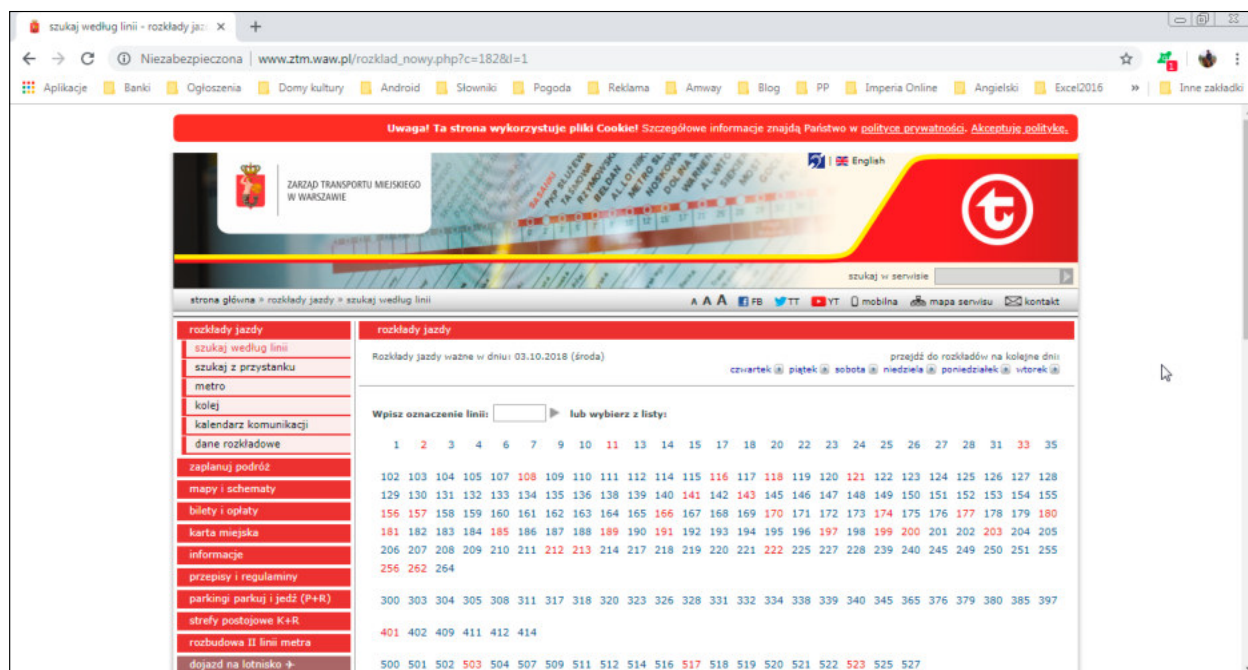 szukaj według linii - rozkłady jaz
Niezabezpieczona | www.ztm.waw.pl/rozklad_nowy.php?c=182&l=1
Aplikacje Banki Ogłoszenia Domy kultury Android Słowniki Pogoda Reklama Amway Blog PP Imperia Online Angielski Excel2016 » Inne zakładki
Uwaga! Ta strona wykorzystuje pliki Cookie! Szczegółowe informacje znajdą Państwo w polityce prywatności. Akceptuję politykę.
English
ZARZĄD TRANSPORTU MIEJSKIEGO
W WARSZAWIE
szukaj w serwisie
strona główna » rozkłady jazdy » szukaj według linii
A A A FB TT YT mobilna mapa serwisu kontakt
rozkłady jazdy
szukaj według linii
szukaj z przystanku
metro
kolej
kalendarz komunikacji
dane rozkładowe
zaplanuj podróż
mapy i schematy
bilety i opłaty
karta miejska
informacje
przepisy i regulaminy
parkingi parkuj i jedź (P+R)
strefy postojowe K+R
rozbudowa II linii metra
dojazd na lotnisko
rozkłady jazdy
Rozkłady jazdy ważne w dniu: 03.10.2018 (środa)
przejdź do rozkładów na kolejne dni:
czwartek piątek sobota niedziela poniedziałek wtorek
Wpisz oznaczenie linii: lub wybierz z listy:
1 2 3 4 6 7 9 10 11 13 14 15 17 18 20 22 23 24 25 26 27 28 31 33 35
102 103 104 105 107 108 109 110 111 112 114 115 116 117 118 119 120 121 122 123 124 125 126 127 128
129 130 131 132 133 134 135 136 138 139 140 141 142 143 145 146 147 148 149 150 151 152 153 154 155
156 157 158 159 160 161 162 163 164 165 166 167 168 169 170 171 172 173 174 175 176 177 178 179 180
181 182 183 184 185 186 187 188 189 190 191 192 193 194 195 196 197 198 199 200 201 202 203 204 205
206 207 208 209 210 211 212 213 214 217 218 219 220 221 222 225 227 228 239 240 245 249 250 251 255
256 262 264
300 303 304 305 308 311 317 318 320 323 326 328 331 332 334 338 339 340 345 365 376 379 380 385 397
401 402 409 411 412 414
500 501 502 503 504 507 509 511 512 514 516 517 518 519 520 521 522 523 525 527